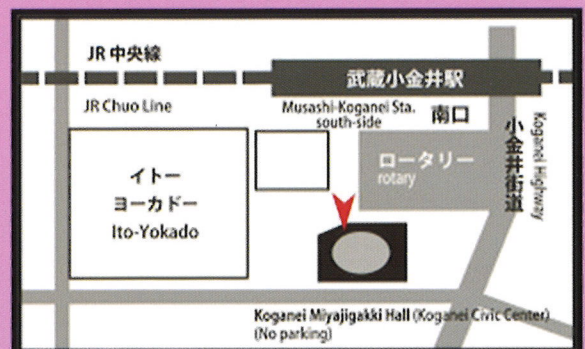 JR 中央線
武蔵小金井駅
JR Chuo Line
Musashi-Koganei Sta.
south-side
南口
イトー
ヨーカドー
Ito-Yokado
ロータリー
rotary
小金井街道
Koganei Highway
Koganei Miyajigakki Hall (Koganei Civic Center)
(No parking)